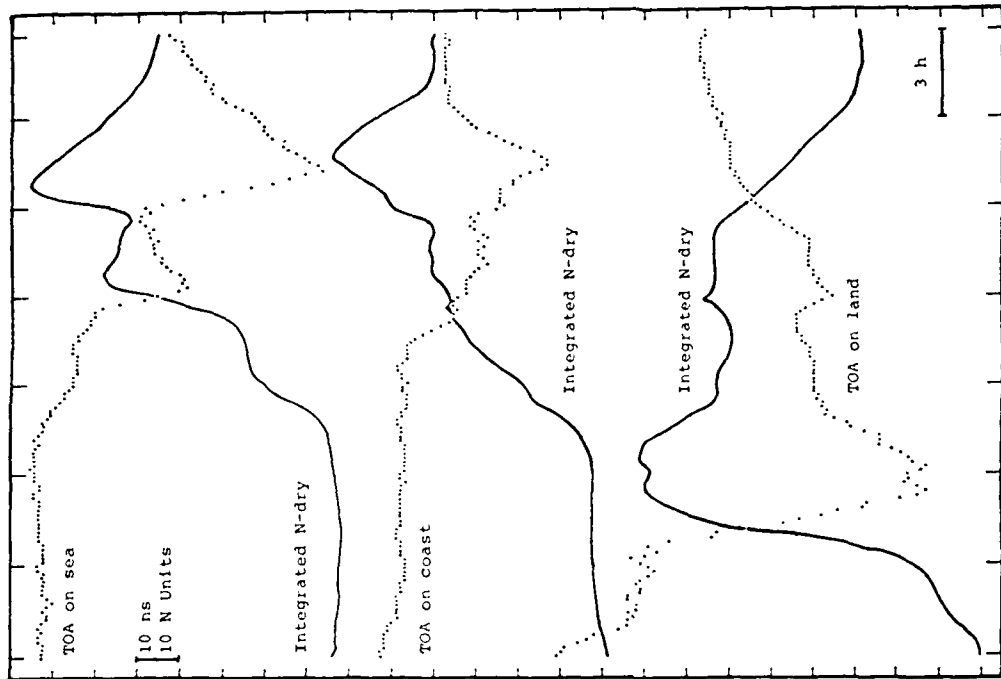 TOA on sea
10 ns
10 N Units
Integrated N-dry
TOA on coast
Integrated N-dry
Integrated N-dry
TOA on land
3 h